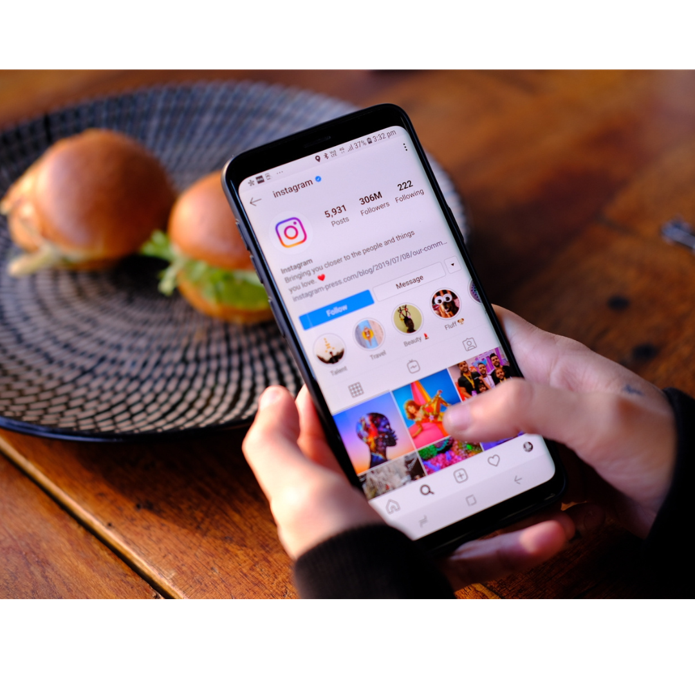 37% 3:32 pm
instagram
5,931 306M 222
Posts Followers Following
Instagram
Bringing you closer to the people and things
you love. ❤️
instagram-press.com/blog/2019/07/08/our-comm...
Follow Message
Talent Travel Beauty Fluff